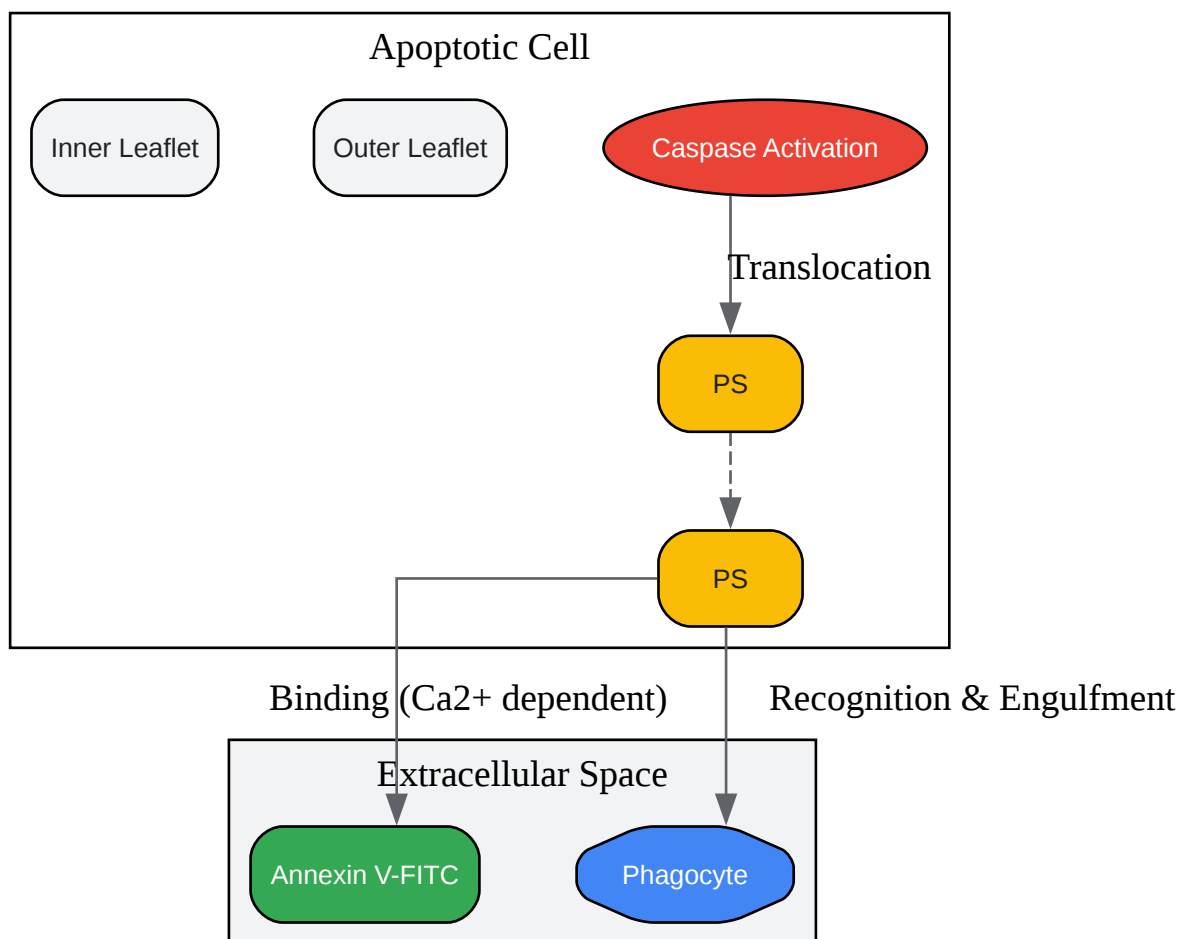 Apoptotic Cell
Inner Leaflet
Outer Leaflet
Caspase Activation
Translocation
PS
PS
Binding (Ca2+ dependent)
Recognition & Engulfment
Extracellular Space
Annexin V-FITC
Phagocyte